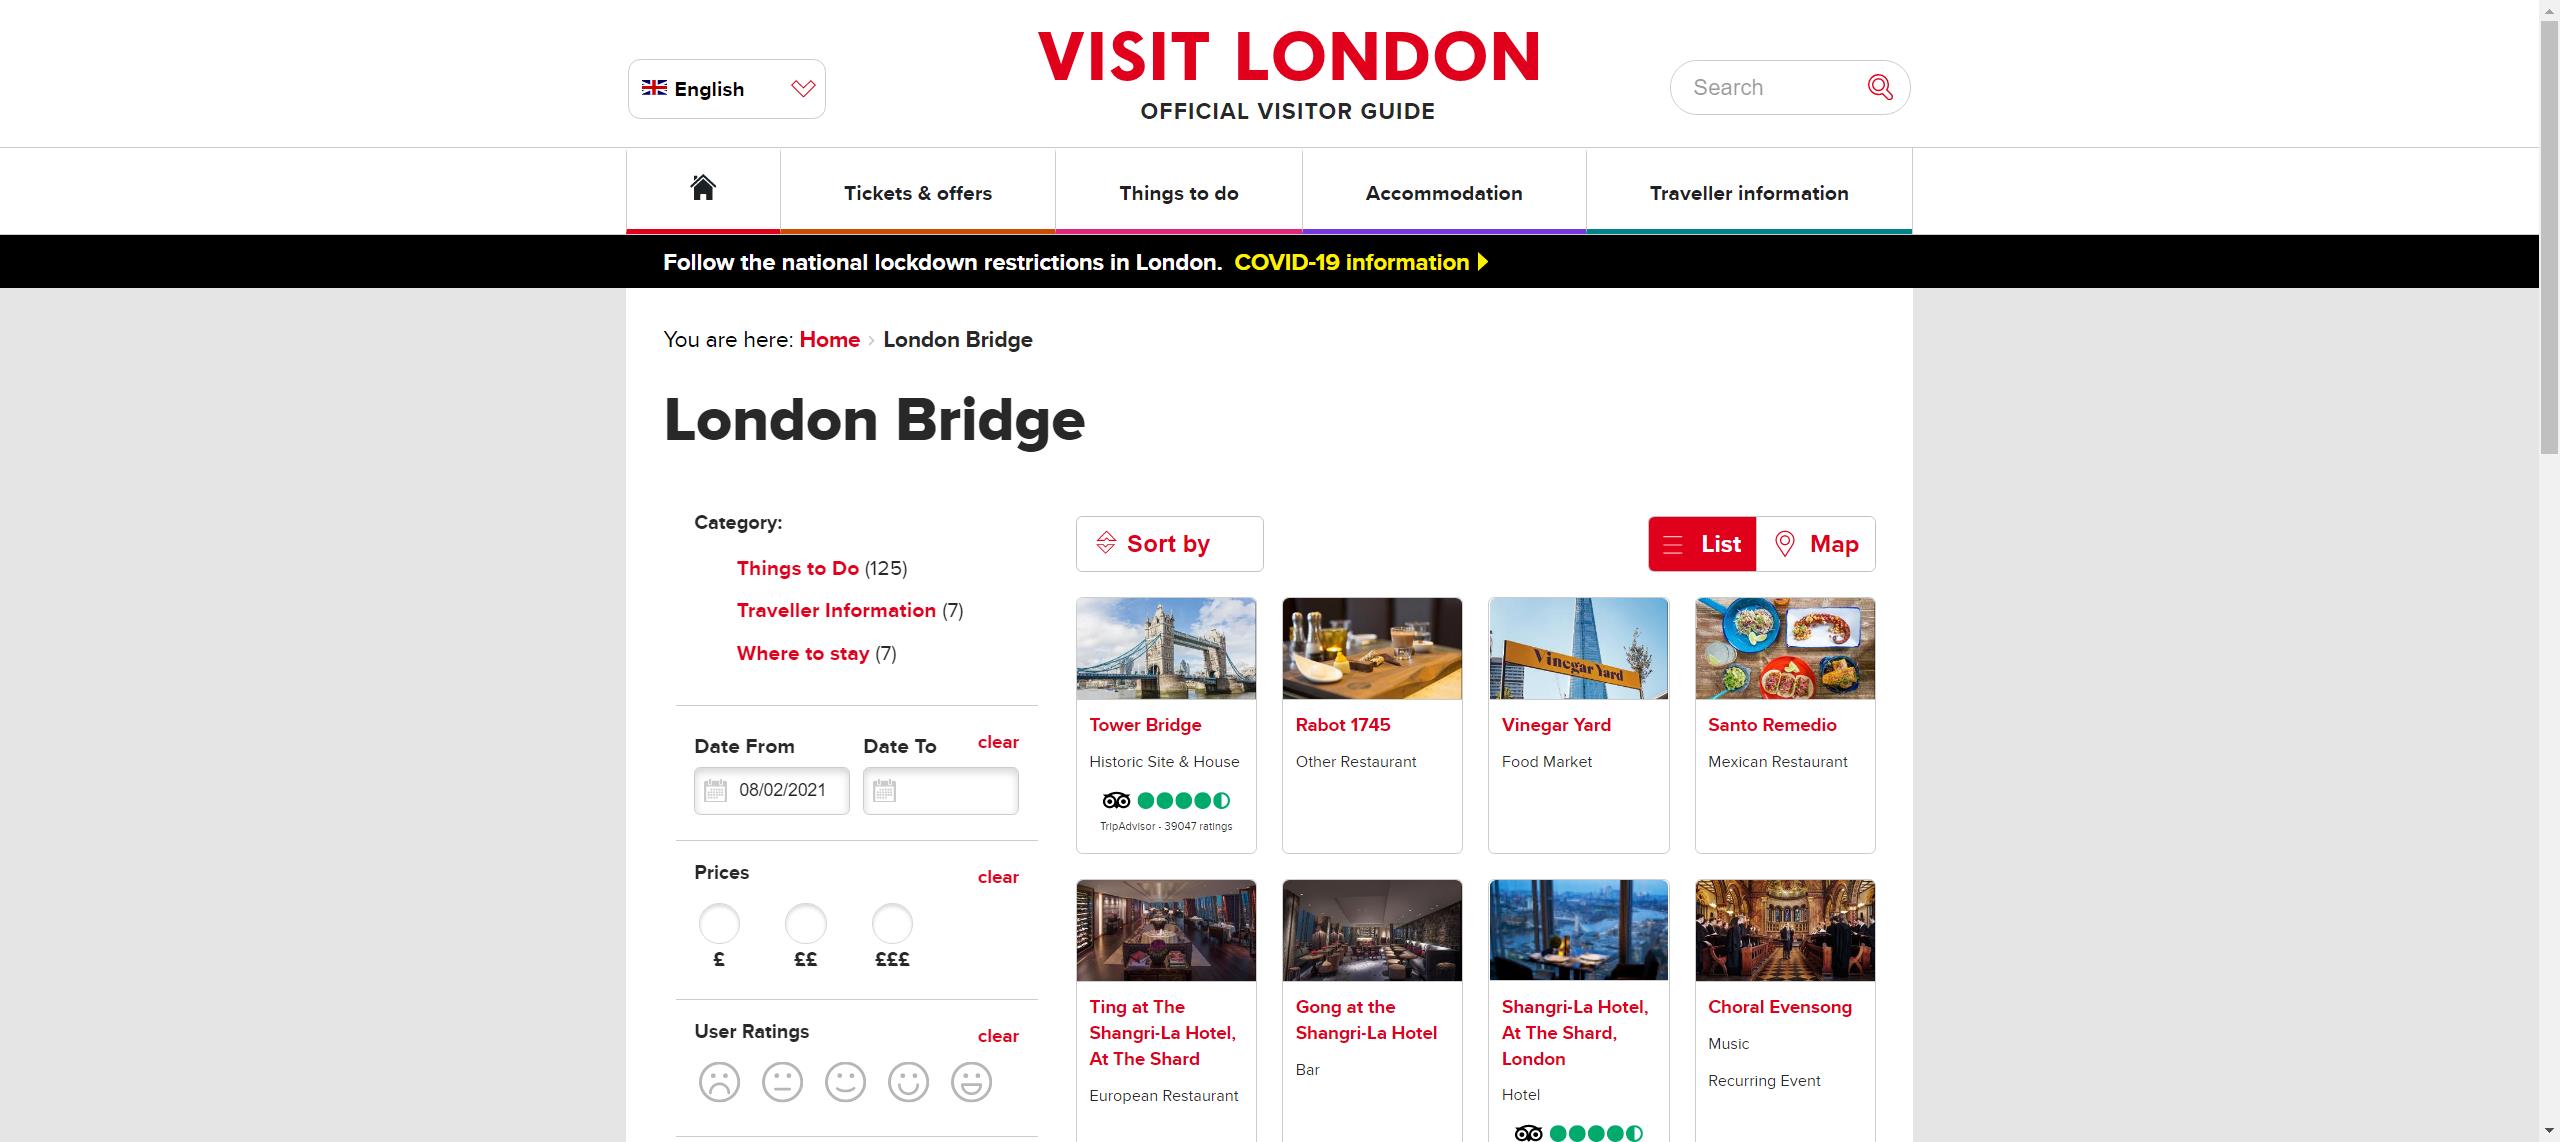 English
VISIT LONDON
OFFICIAL VISITOR GUIDE
Search
Tickets & offers
Things to do
Accommodation
Traveller information
Follow the national lockdown restrictions in London. COVID-19 information
You are here: Home › London Bridge
London Bridge
Category:
Things to Do (125)
Traveller Information (7)
Where to stay (7)
Date From
Date To
clear
08/02/2021
Prices
clear
£
££
£££
User Ratings
clear
Sort by
List
Map
Vinegar Yard
Tower Bridge
Historic Site & House
TripAdvisor - 39047 ratings
Rabot 1745
Other Restaurant
Vinegar Yard
Food Market
Santo Remedio
Mexican Restaurant
Ting at The
Shangri-La Hotel,
At The Shard
European Restaurant
Gong at the
Shangri-La Hotel
Bar
Shangri-La Hotel,
At The Shard,
London
Hotel
Choral Evensong
Music
Recurring Event